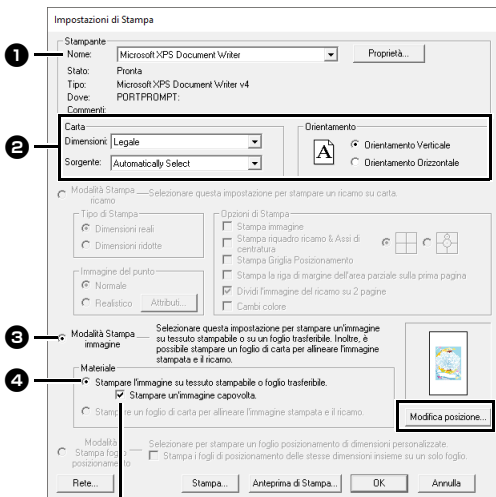 Impostazioni di Stampa
Stampante
1
Nome:
Microsoft XPS Document Writer
Proprietà...
Stato:
Pronta
Tipo:
Microsoft XPS Document Writer v4
Dove:
PORTPROMPT:
Commenti:
2
Carta
Dimensioni:
Legale
Sorgente:
Automatically Select
Orientamento
A
Orientamento Verticale
Orientamento Orizzontale
Modalità Stampa
ricamo
Selezionare questa impostazione per stampare un ricamo su carta.
Tipo di Stampa
Dimensioni reali
Dimensioni ridotte
Immagine del punto
Normale
Realistico
Attributi...
Opzioni di Stampa
Stampa immagine
Stampa riquadro ricamo & Assi di
centratura
Stampa Griglia Posizionamento
Stampa la riga di margine dell'area parziale sulla prima pagina
Dividi l'immagine del ricamo su 2 pagine
Cambi colore
3
Modalità Stampa
immagine
Selezionare questa impostazione per stampare un'immagine
su tessuto stampabile o su un foglio trasferibile. Inoltre, è
possibile stampare un foglio di carta per allineare l'immagine
stampata e il ricamo.
4
Materiale
Stampare l'immagine su tessuto stampabile o foglio trasferibile.
Stampare un'immagine capovolta.
Stampare un foglio di carta per allineare l'immagine stampata e il ricamo.
Modifica posizione...
Modalità
Stampa foglio
posizionamento
Selezionare per stampare un foglio posizionamento di dimensioni personalizzate.
Stampa i fogli di posizionamento delle stesse dimensioni insieme su un solo foglio.
Rete...
Stampa...
Anteprima di Stampa...
OK
Annulla